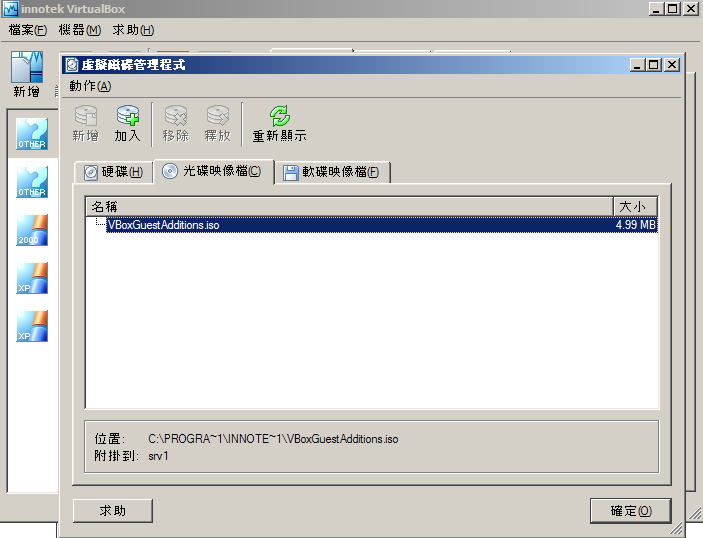 innotek VirtualBox
檔案(F) 機器(M) 求助(H)
新增
虛擬磁碟管理程式
動作(A)
新增 加入 移除 釋放 重新顯示
硬碟(H) 光碟映像檔(C) 軟碟映像檔(F)
名稱 大小
VBoxGuestAdditions.iso 4.99 MB
OTHER
OTHER
2000
XP
XP
位置: C:\PROGRA~1\INNOTE~1\VBoxGuestAdditions.iso
附掛到: srv1
求助 確定(O)